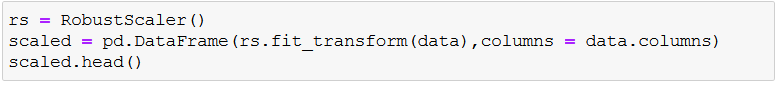 rs = RobustScaler()
scaled = pd.DataFrame(rs.fit_transform(data),columns = data.columns)
scaled.head()